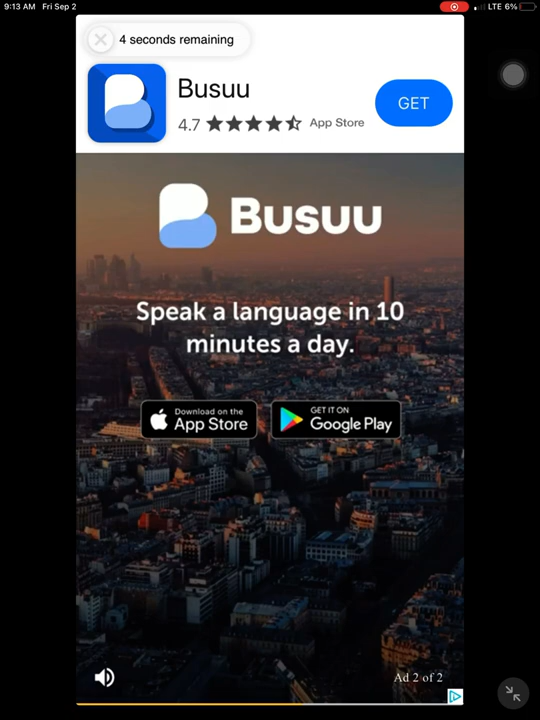 9:13 AM Fri Sep 2
LTE 6%
4 seconds remaining
Busuu
GET
4.7 App Store
Busuu
Speak a language in 10
minutes a day.
Download on the
App Store
GET IT ON
Google Play
Ad 2 of 2